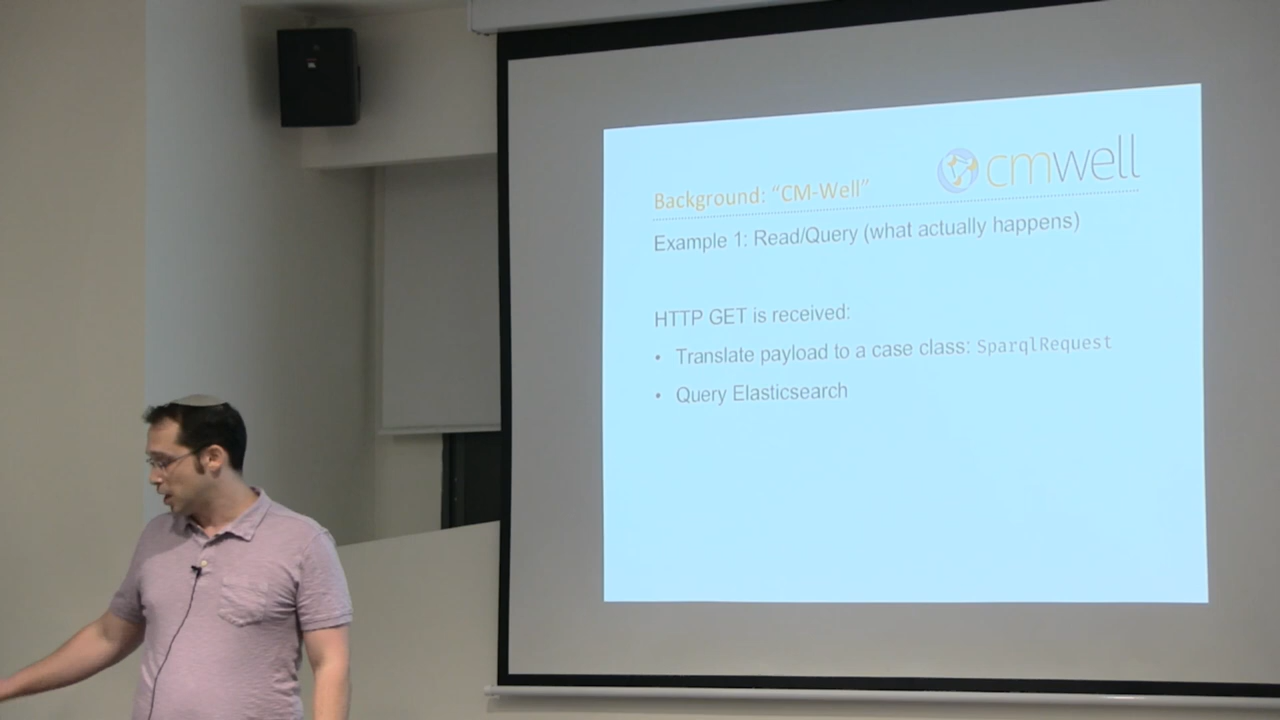 cmwell
Background: “CM-Well”
Example 1: Read/Query (what actually happens)
HTTP GET is received:
• Translate payload to a case class: SparqlRequest
• Query Elasticsearch